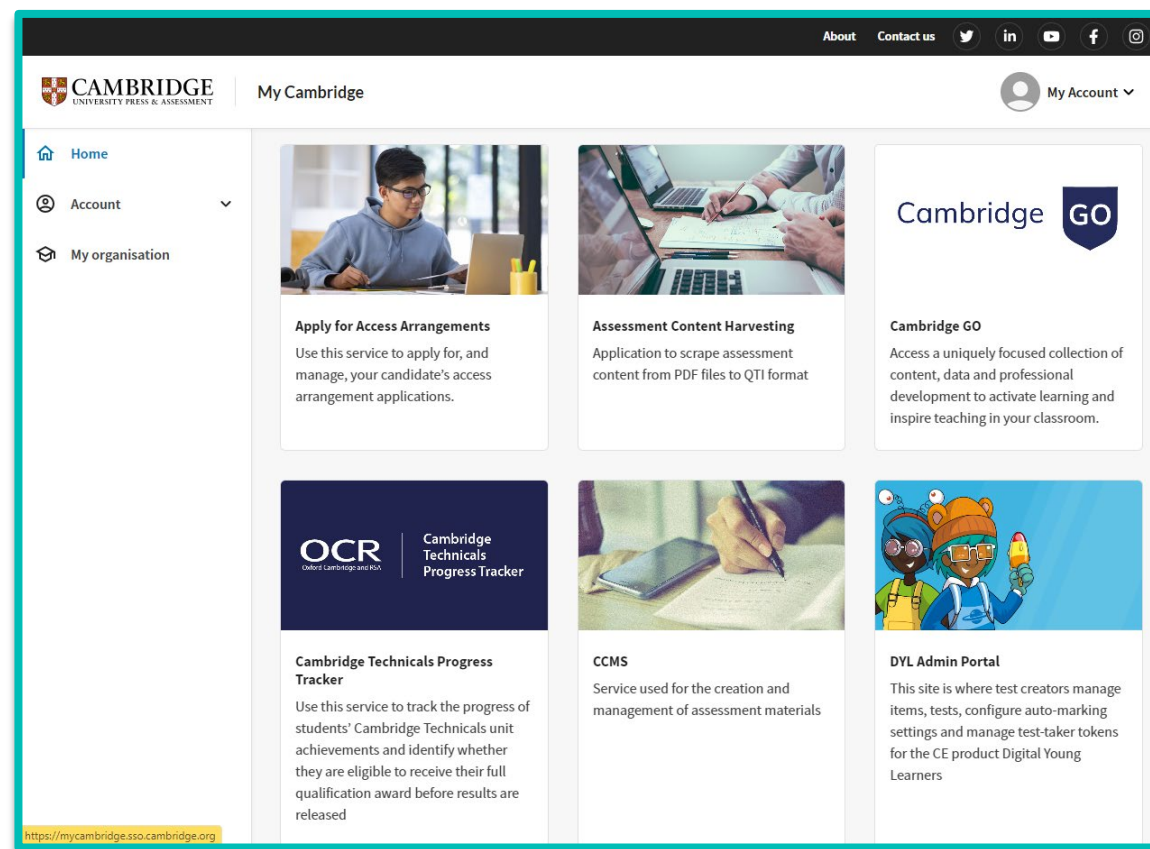 About Contact us
CAMBRIDGE
UNIVERSITY PRESS & ASSESSMENT
My Cambridge
My Account
Home
Account
My organisation
Apply for Access Arrangements
Use this service to apply for, and
manage, your candidate's access
arrangement applications.
Assessment Content Harvesting
Application to scrape assessment
content from PDF files to QTI format
Cambridge GO
Cambridge GO
Access a uniquely focused collection of
content, data and professional
development to activate learning and
inspire teaching in your classroom.
OCR
Oxford Cambridge and RSA
Cambridge
Technicals
Progress Tracker
Cambridge Technicals Progress
Tracker
Use this service to track the progress of
students' Cambridge Technicals unit
achievements and identify whether
they are eligible to receive their full
qualification award before results are
released
CCMS
Service used for the creation and
management of assessment materials
DYL Admin Portal
This site is where test creators manage
items, tests, configure auto-marking
settings and manage test-taker tokens
for the CE product Digital Young
Learners
https://mycambridge.sso.cambridge.org